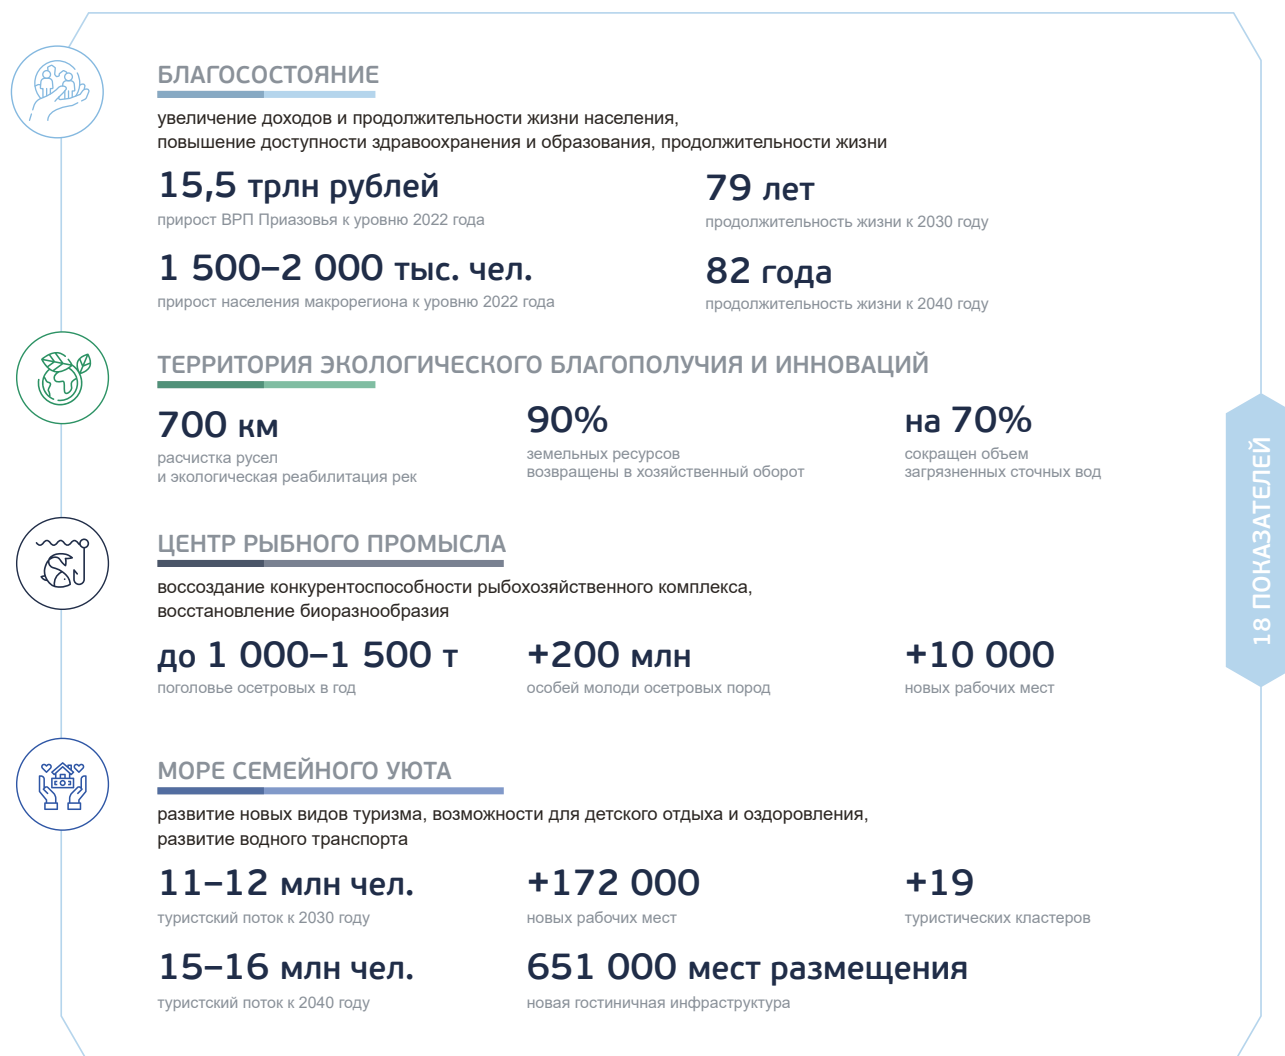 БЛАГОСОСТОЯНИЕ
увеличение доходов и продолжительности жизни населения,
повышение доступности здравоохранения и образования, продолжительности жизни
15,5 трлн рублей
прирост ВРП Приазовья к уровню 2022 года
79 лет
продолжительность жизни к 2030 году
1 500–2 000 тыс. чел.
прирост населения макрорегиона к уровню 2022 года
82 года
продолжительность жизни к 2040 году
ТЕРРИТОРИЯ ЭКОЛОГИЧЕСКОГО БЛАГОПОЛУЧИЯ И ИННОВАЦИЙ
700 км
расчистка русел
и экологическая реабилитация рек
90%
земельных ресурсов
возвращены в хозяйственный оборот
на 70%
сокращен объем
загрязненных сточных вод
ЦЕНТР РЫБНОГО ПРОМЫСЛА
воссоздание конкурентоспособности рыбохозяйственного комплекса,
восстановление биоразнообразия
до 1 000–1 500 т
поголовье осетровых в год
+200 млн
особей молоди осетровых пород
+10 000
новых рабочих мест
МОРЕ СЕМЕЙНОГО УЮТА
развитие новых видов туризма, возможности для детского отдыха и оздоровления,
развитие водного транспорта
11–12 млн чел.
туристский поток к 2030 году
+172 000
новых рабочих мест
+19
туристических кластеров
15–16 млн чел.
туристский поток к 2040 году
651 000 мест размещения
новая гостиничная инфраструктура
18 ПОКАЗАТЕЛЕЙ